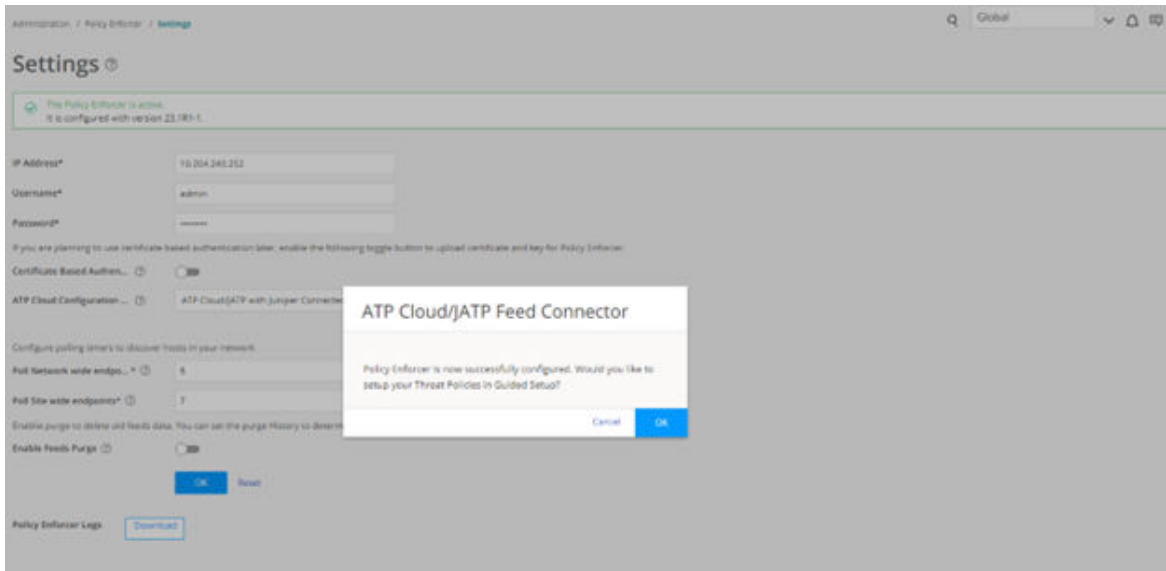 Administration / Policy Enforcer / Settings
Global
Settings
The Policy Enforcer is active.
It is configured with version 23.1R1-1.
IP Address*
10.204.240.252
Username*
admin
Password*
If you are planning to use certificate based authentication later, enable the following toggle button to upload certificate and key for Policy Enforcer.
Certificate Based Authen...
ATP Cloud Configuration ...
ATP Cloud/JATP with Juniper Connected
ATP Cloud/JATP Feed Connector
Configure polling timers to discover hosts in your network
Policy Enforcer is now successfully configured. Would you like to
setup your Threat Policies in Guided Setup?
Poll Network wide endpo... *
Poll Site wide endpoints*
7
Cancel
OK
Enable purge to delete old feeds data. You can set the purge History to determ
Enable Feeds Purge
OK
Reset
Policy Enforcer Logs
Download